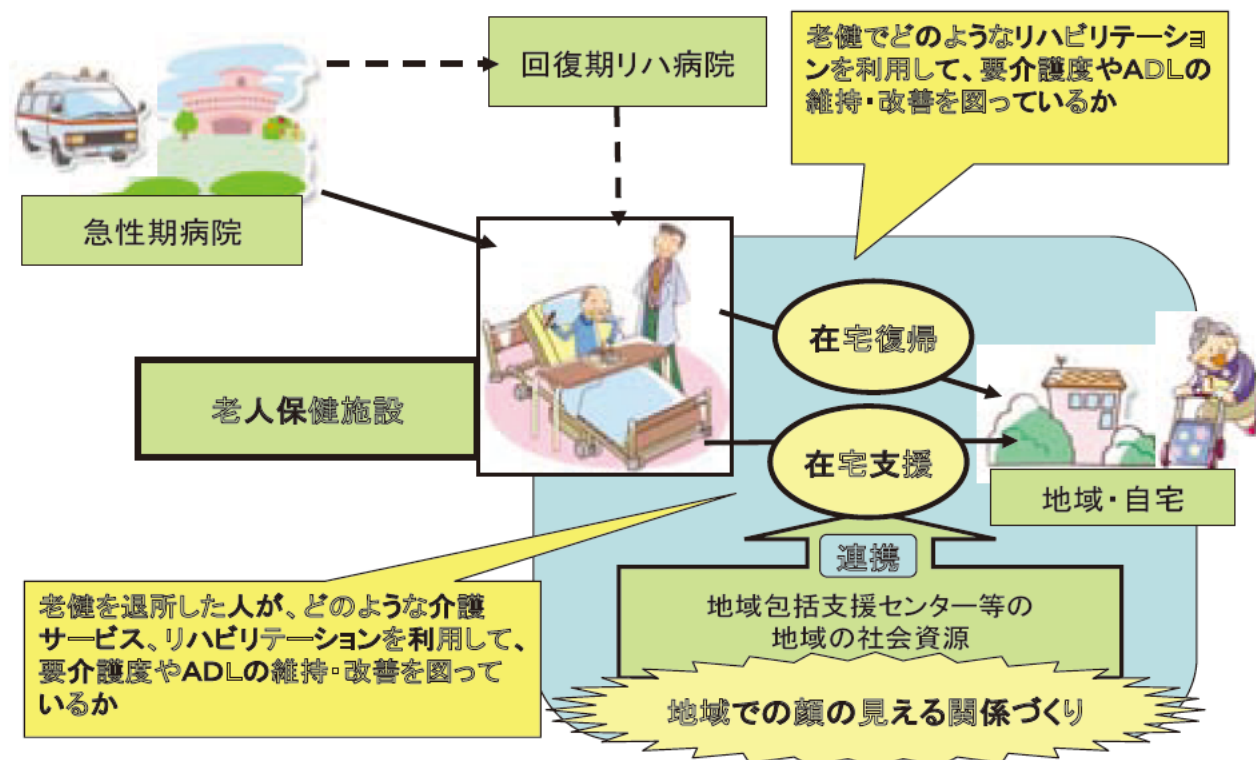 回復期リハ病院
老健でどのようなリハビリテーショ
ンを利用して、要介護度やADLの
維持・改善を図っているか
急性期病院
在宅復帰
老人保健施設
在宅支援
地域・自宅
連携
老健を退所した人が、どのような介護
サービス、リハビリテーションを利用して、
要介護度やADLの維持・改善を図って
いるか
地域包括支援センター等の
地域の社会資源
地域での顔の見える関係づくり